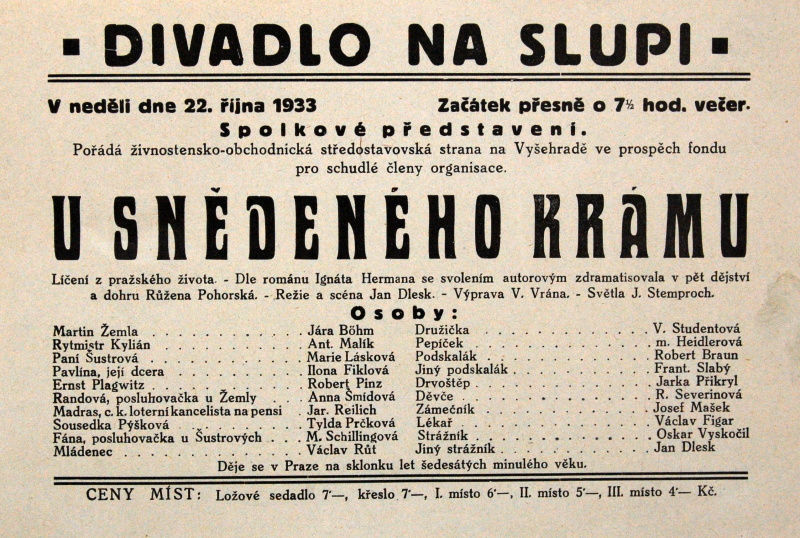 ▪ DIVADLO NA SLUPI ▪
V neděli dne 22. října 1933 Začátek přesně o 7½ hod. večer.
Spolkové představení.
Pořádá živnostensko-obchodnická středostavovská strana na Vyšehradě ve prospěch fondu
pro schudlé členy organisace.
U SNĚDENÉHO KRÁMU
Líčení z pražského života. - Dle románu Ignáta Hermana se svolením autorovým zdramatisovala v pět dějství
a dohru Růžena Pohorská. - Režie a scéna Jan Dlesk. - Výprava V. Vrána. - Světla J. Stemproch.
Osoby:
Martin Žemla . . . . . . . . . . Jára Böhm
Rytmistr Kylián . . . . . . . . . . Ant. Malík
Paní Šustrová . . . . . . . . . . Marie Lásková
Pavlína, její dcera . . . . . . . . . . Ilona Fiklová
Ernst Plagwitz . . . . . . . . . . Robert Pinz
Randová, posluhovačka u Žemly . . . . Anna Šmídová
Madras, c. k. loterní kancelista na pensi . Jar. Reilich
Sousedka Pýšková . . . . . . . . . . Tylda Prčková
Fána, posluhovačka u Šustrových . . . M. Schillingová
Mládenec . . . . . . . . . . Václav Růt
Družička . . . . . . . . . . V. Studentová
Pepíček . . . . . . . . . . m. Heidlerová
Podskalák . . . . . . . . . . Robert Braun
Jiný podskalák . . . . . . . . . . Frant. Slabý
Drvoštěp . . . . . . . . . . Jarka Přikryl
Děvče . . . . . . . . . . R. Severinová
Zámečník . . . . . . . . . . Josef Mašek
Lékař . . . . . . . . . . Václav Figar
Strážník . . . . . . . . . . Oskar Vyskočil
Jiný strážník . . . . . . . . . . Jan Dlesk
Děje se v Praze na sklonku let šedesátých minulého věku.
CENY MÍST: Ložové sedadlo 7'—, křeslo 7'—, I. místo 6'—, II. místo 5'—, III. místo 4'— Kč.